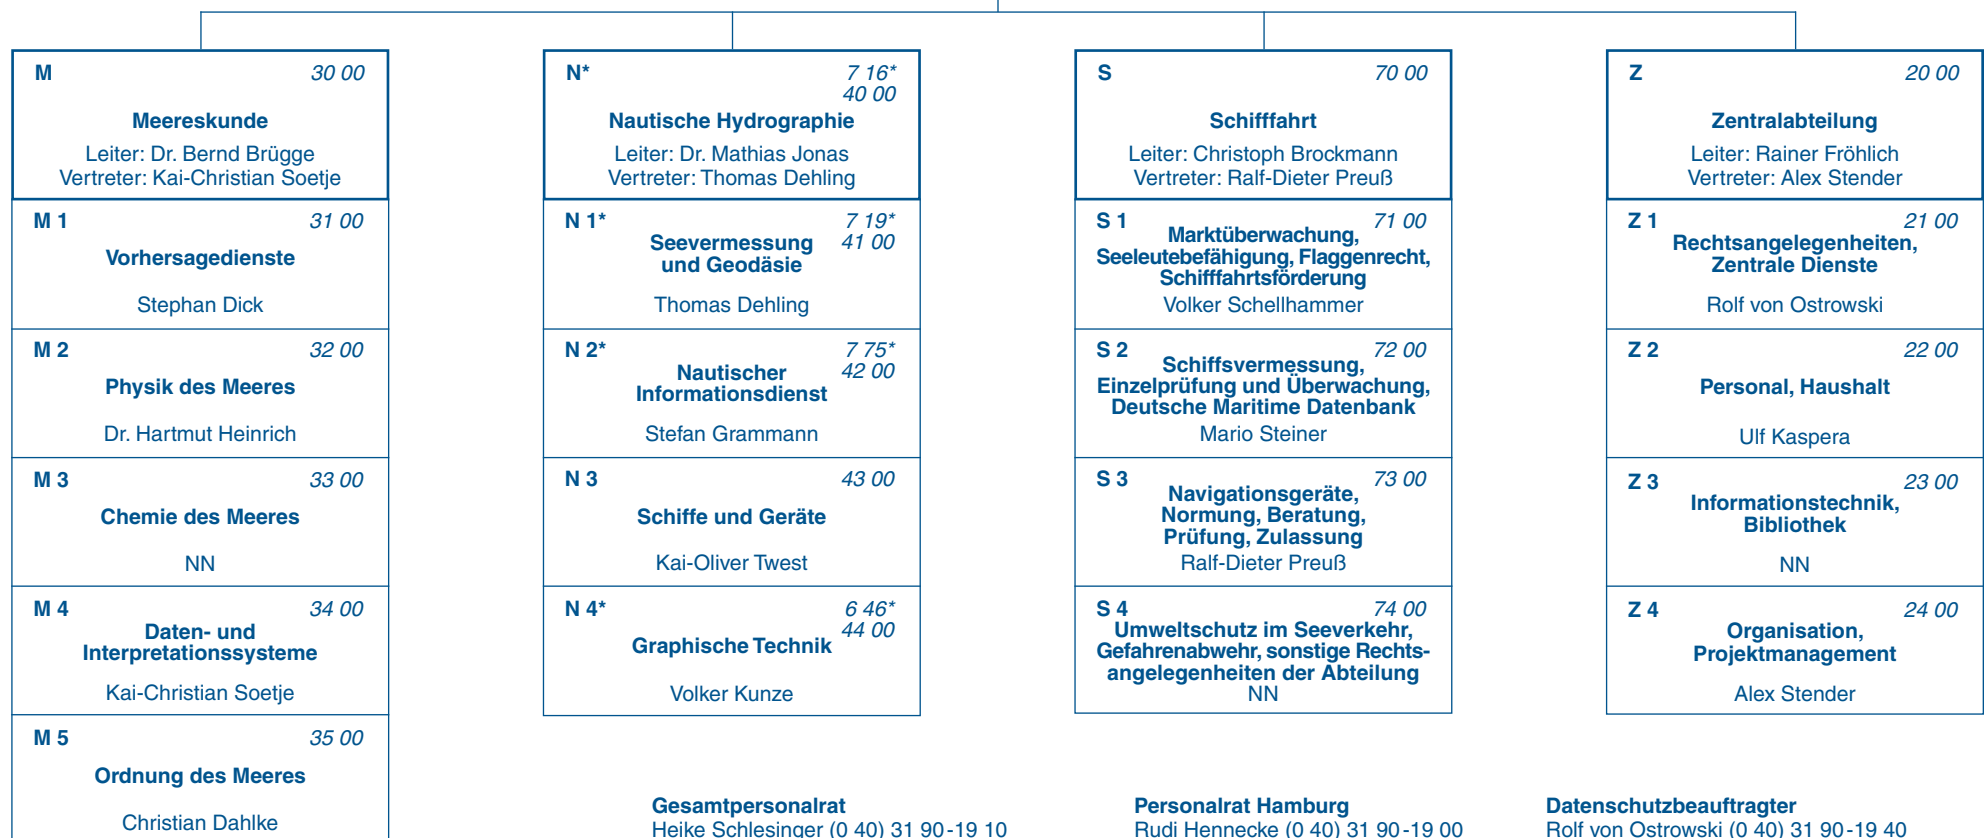 M 30 00
Meereskunde
Leiter: Dr. Bernd Brügge
Vertreter: Kai-Christian Soetje
M 1 31 00
Vorhersagedienste
Stephan Dick
M 2 32 00
Physik des Meeres
Dr. Hartmut Heinrich
M 3 33 00
Chemie des Meeres
NN
M 4 34 00
Daten- und
Interpretationssysteme
Kai-Christian Soetje
M 5 35 00
Ordnung des Meeres
Christian Dahlke
N* 7 16*
40 00
Nautische Hydrographie
Leiter: Dr. Mathias Jonas
Vertreter: Thomas Dehling
N 1* 7 19*
Seevermessung 41 00
und Geodäsie
Thomas Dehling
N 2* 7 75*
Nautischer 42 00
Informationsdienst
Stefan Grammann
N 3 43 00
Schiffe und Geräte
Kai-Oliver Twest
N 4* 6 46*
44 00
Graphische Technik
Volker Kunze
S 70 00
Schifffahrt
Leiter: Christoph Brockmann
Vertreter: Ralf-Dieter Preuß
S 1 71 00
Marktüberwachung,
Seeleutebefähigung, Flaggenrecht,
Schifffahrtsförderung
Volker Schellhammer
S 2 72 00
Schiffsvermessung,
Einzelprüfung und Überwachung,
Deutsche Maritime Datenbank
Mario Steiner
S 3 73 00
Navigationsgeräte,
Normung, Beratung,
Prüfung, Zulassung
Ralf-Dieter Preuß
S 4 74 00
Umweltschutz im Seeverkehr,
Gefahrenabwehr, sonstige Rechts-
angelegenheiten der Abteilung
NN
Z 20 00
Zentralabteilung
Leiter: Rainer Fröhlich
Vertreter: Alex Stender
Z 1 21 00
Rechtsangelegenheiten,
Zentrale Dienste
Rolf von Ostrowski
Z 2 22 00
Personal, Haushalt
Ulf Kaspera
Z 3 23 00
Informationstechnik,
Bibliothek
NN
Z 4 24 00
Organisation,
Projektmanagement
Alex Stender
Gesamtpersonalrat
Heike Schlesinger (0 40) 31 90-19 10
Personalrat Hamburg
Rudi Hennecke (0 40) 31 90-19 00
Datenschutzbeauftragter
Rolf von Ostrowski (0 40) 31 90-19 40